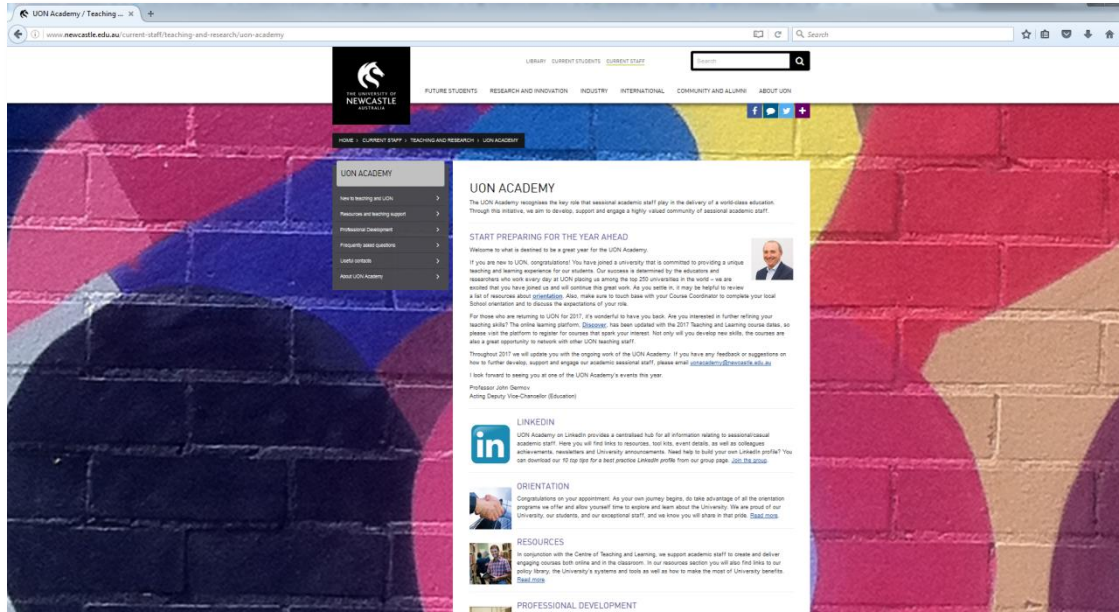 UON Academy / Teaching ...
www.newcastle.edu.au/current-staff/teaching-and-research/uon-academy
Search
LIBRARY CURRENT STUDENTS CURRENT STAFF
Search
THE UNIVERSITY OF
NEWCASTLE
AUSTRALIA
FUTURE STUDENTS RESEARCH AND INNOVATION INDUSTRY INTERNATIONAL COMMUNITY AND ALUMNI ABOUT UON
HOME > CURRENT STAFF > TEACHING AND RESEARCH > UON ACADEMY
UON ACADEMY
New to teaching and UON
Resources and teaching support
Professional Development
Frequently asked questions
Useful contacts
About UON Academy
UON ACADEMY
The UON Academy recognises the key role that sessional academic staff play in the delivery of a world-class education.
Through this initiative, we aim to develop, support and engage a highly valued community of sessional academic staff.
START PREPARING FOR THE YEAR AHEAD
Welcome to what is destined to be a great year for the UON Academy.
If you are new to UON, congratulations! You have joined a university that is committed to providing a unique
teaching and learning experience for our students. Our success is determined by the educators and
researchers who work every day at UON placing us among the top 250 universities in the world – we are
excited that you have joined us and will continue this great work. As you settle in, it may be helpful to review
a list of resources about orientation. Also, make sure to touch base with your Course Coordinator to complete your local
School orientation and to discuss the expectations of your role.
For those who are returning to UON for 2017, it's wonderful to have you back. Are you interested in further refining your
teaching skills? The online learning platform, Discover, has been updated with the 2017 Teaching and Learning course dates, so
please visit the platform to register for courses that spark your interest. Not only will you develop new skills, the courses are
also a great opportunity to network with other UON teaching staff.
Throughout 2017 we will update you with the ongoing work of the UON Academy. If you have any feedback or suggestions on
how to further develop, support and engage our academic sessional staff, please email uonacademy@newcastle.edu.au
I look forward to seeing you at one of the UON Academy's events this year.
Professor John Germov
Acting Deputy Vice-Chancellor (Education)
LINKEDIN
UON Academy on LinkedIn provides a centralised hub for all information relating to sessional/casual
academic staff. Here you will find links to resources, tool kits, event details, as well as colleagues
achievements, newsletters and University announcements. Need help to build your own LinkedIn profile? You
can download our 10 top tips for a best practice LinkedIn profile from our group page. Join the group.
in
ORIENTATION
Congratulations on your appointment. As your own journey begins, do take advantage of all the orientation
programs we offer and allow yourself time to explore and learn about the University. We are proud of our
University, our students, and our exceptional staff, and we know you will share in that pride. Read more.
RESOURCES
In conjunction with the Centre of Teaching and Learning, we support academic staff to create and deliver
engaging courses both online and in the classroom. In our resources section you will also find links to our
policy library, the University's systems and tools as well as how to make the most of University benefits.
Read more.
PROFESSIONAL DEVELOPMENT